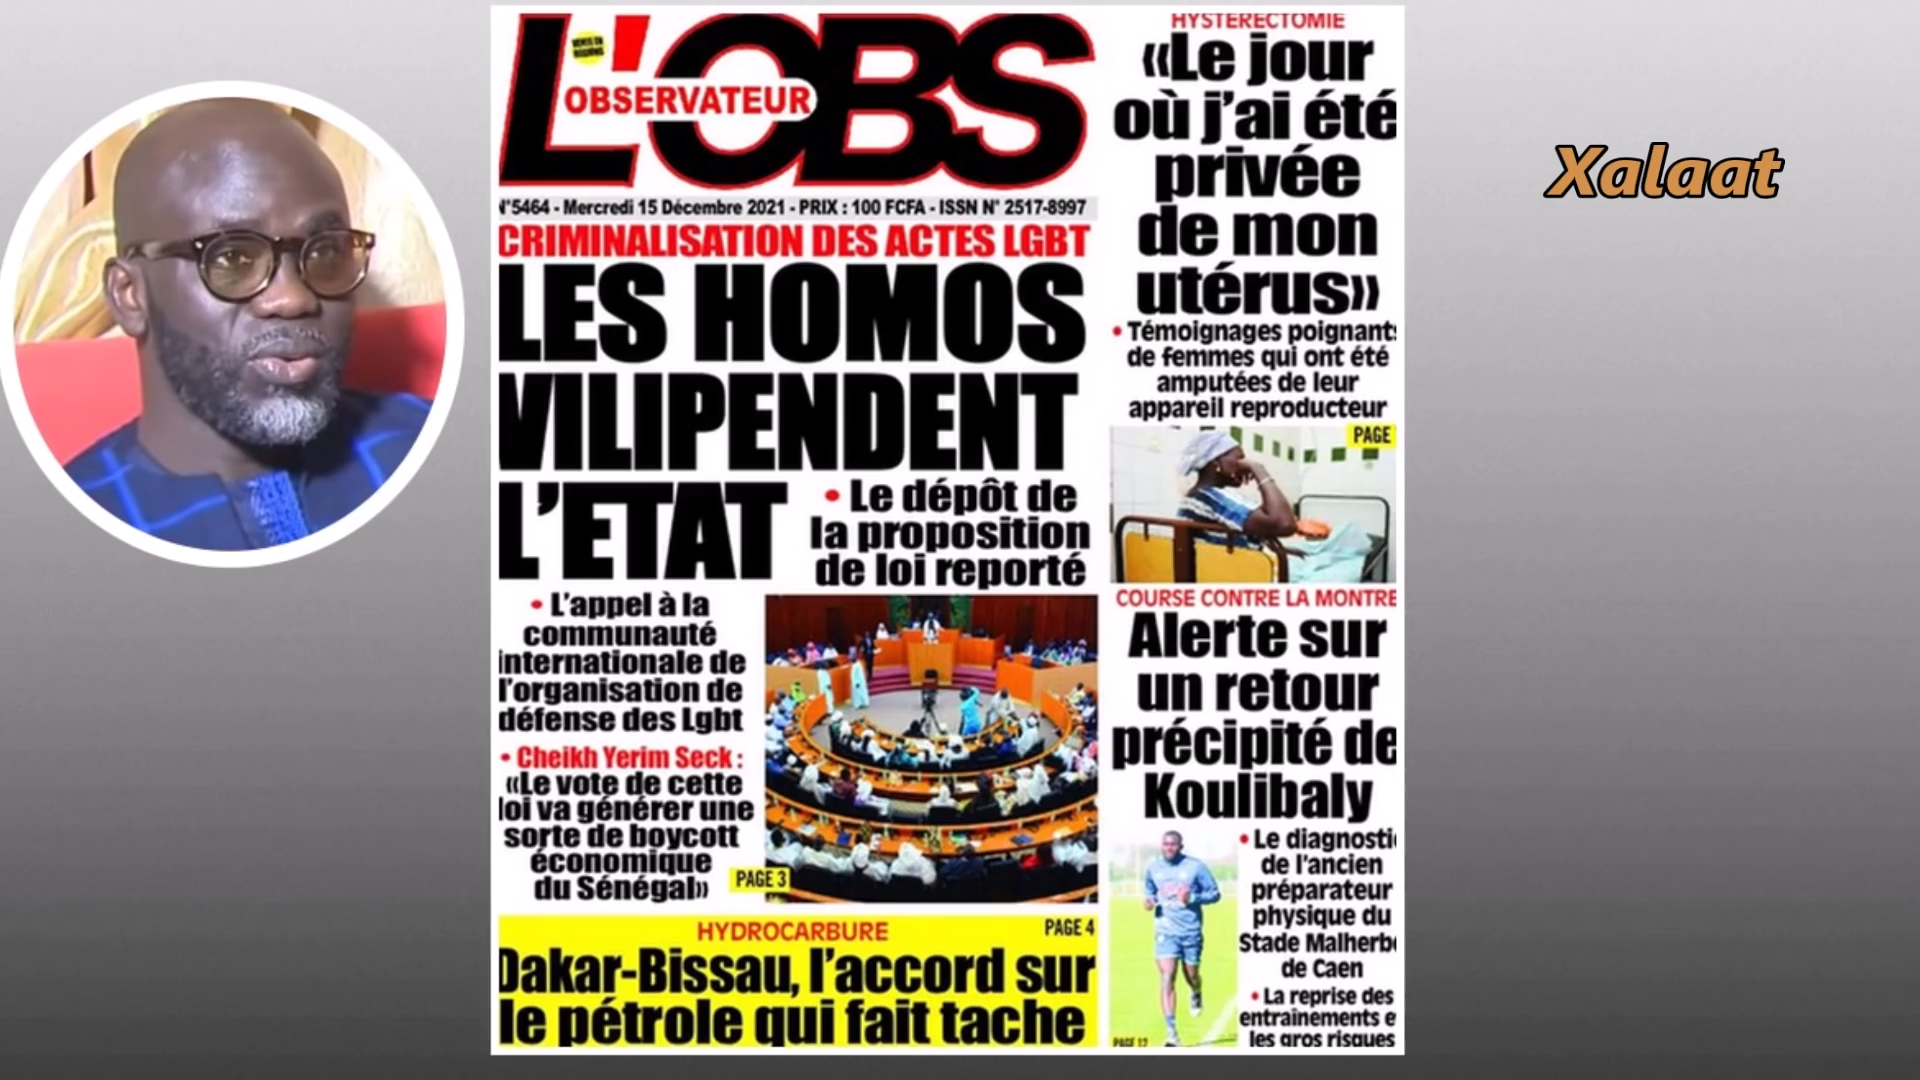 VENTE EN RÉGIONS
L'OBS
OBSERVATEUR
N°5464 - Mercredi 15 Décembre 2021 - PRIX : 100 FCFA - ISSN N° 2517-8997
CRIMINALISATION DES ACTES LGBT
LES HOMOS
VILIPENDENT
L'ETAT
• Le dépôt de
la proposition
de loi reporté
• L'appel à la
communauté
internationale de
l'organisation de
défense des Lgbt
• Cheikh Yerim Seck :
«Le vote de cette
loi va générer une
sorte de boycott
économique
du Sénégal»
PAGE 3
HYDROCARBURE
PAGE 4
Dakar-Bissau, l'accord sur
le pétrole qui fait tache
HYSTERECTOMIE
«Le jour
où j'ai été
privée
de mon
utérus»
• Témoignages poignants
de femmes qui ont été
amputées de leur
appareil reproducteur
PAGE
COURSE CONTRE LA MONTRE
Alerte sur
un retour
précipité de
Koulibaly
• Le diagnosti
de l'ancien
préparateur
physique du
Stade Malherbe
de Caen
• La reprise des
entraînements e
les gros risques
PAGE 12
Xalaat